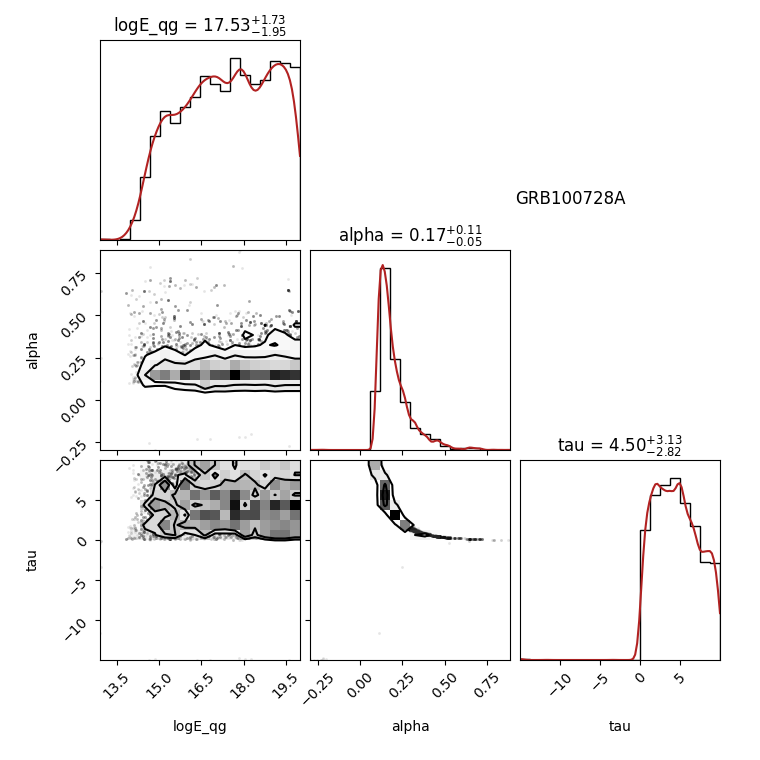 logE_qg = 17.53+1.73−1.95
GRB100728A
alpha = 0.17+0.11−0.05
0.75
0.50
0.25
0.00
−0.25
alpha
tau = 4.50+3.13−2.82
5
0
−5
−10
tau
13.5 15.0 16.5 18.0 19.5
−0.25 0.00 0.25 0.50 0.75
−10 −5 0 5
logE_qg
alpha
tau